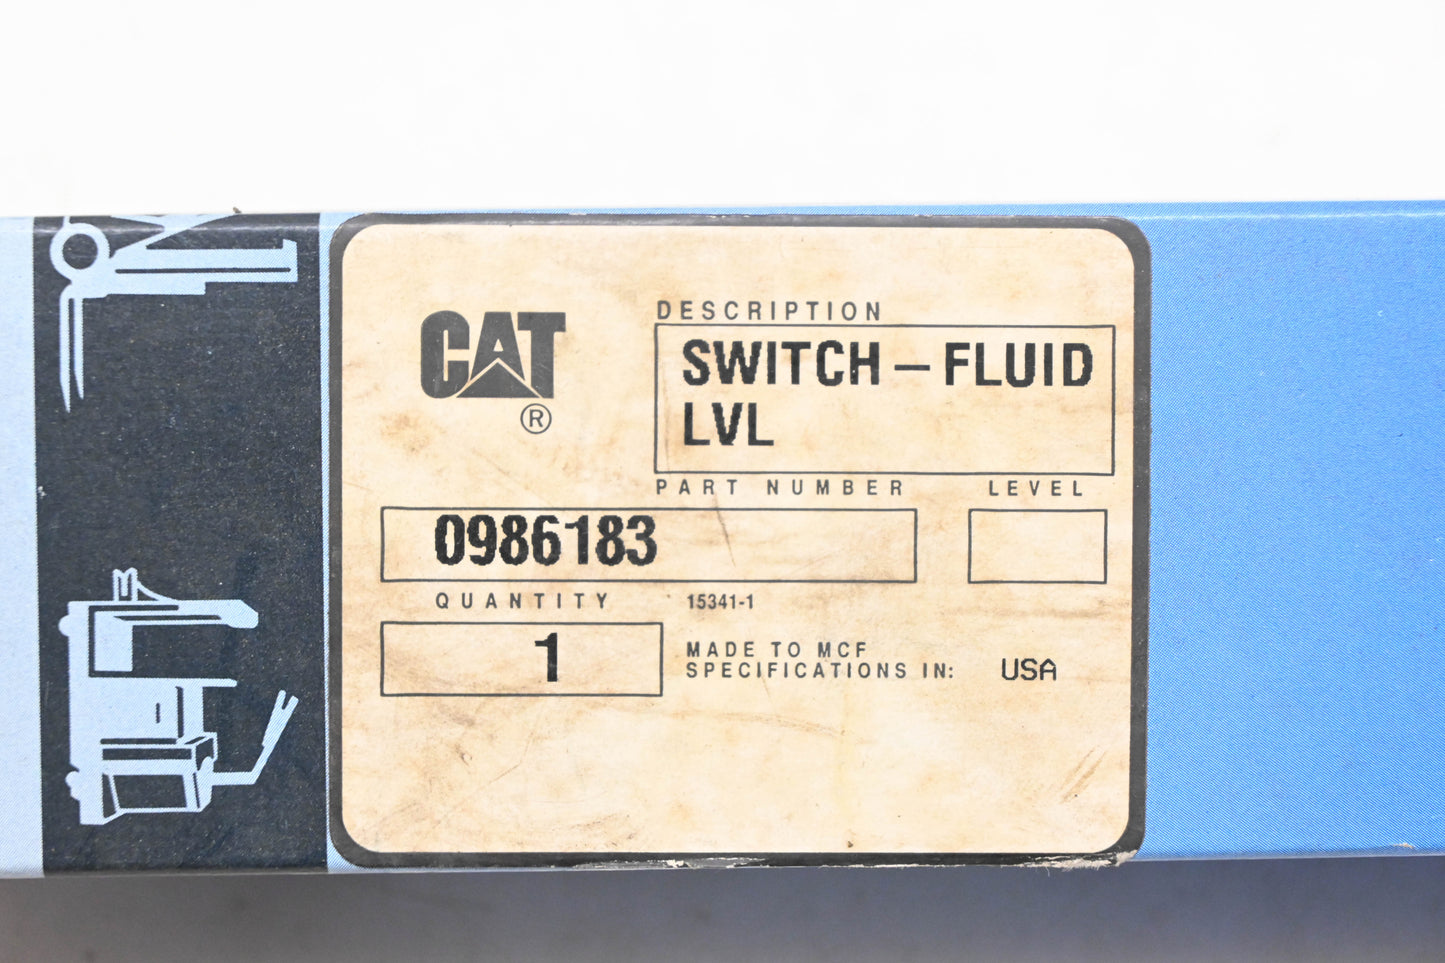 CAT
®
DESCRIPTION
SWITCH – FLUID
LVL
PART NUMBER LEVEL
0986183
QUANTITY 15341-1
1
MADE TO MCF
SPECIFICATIONS IN: USA